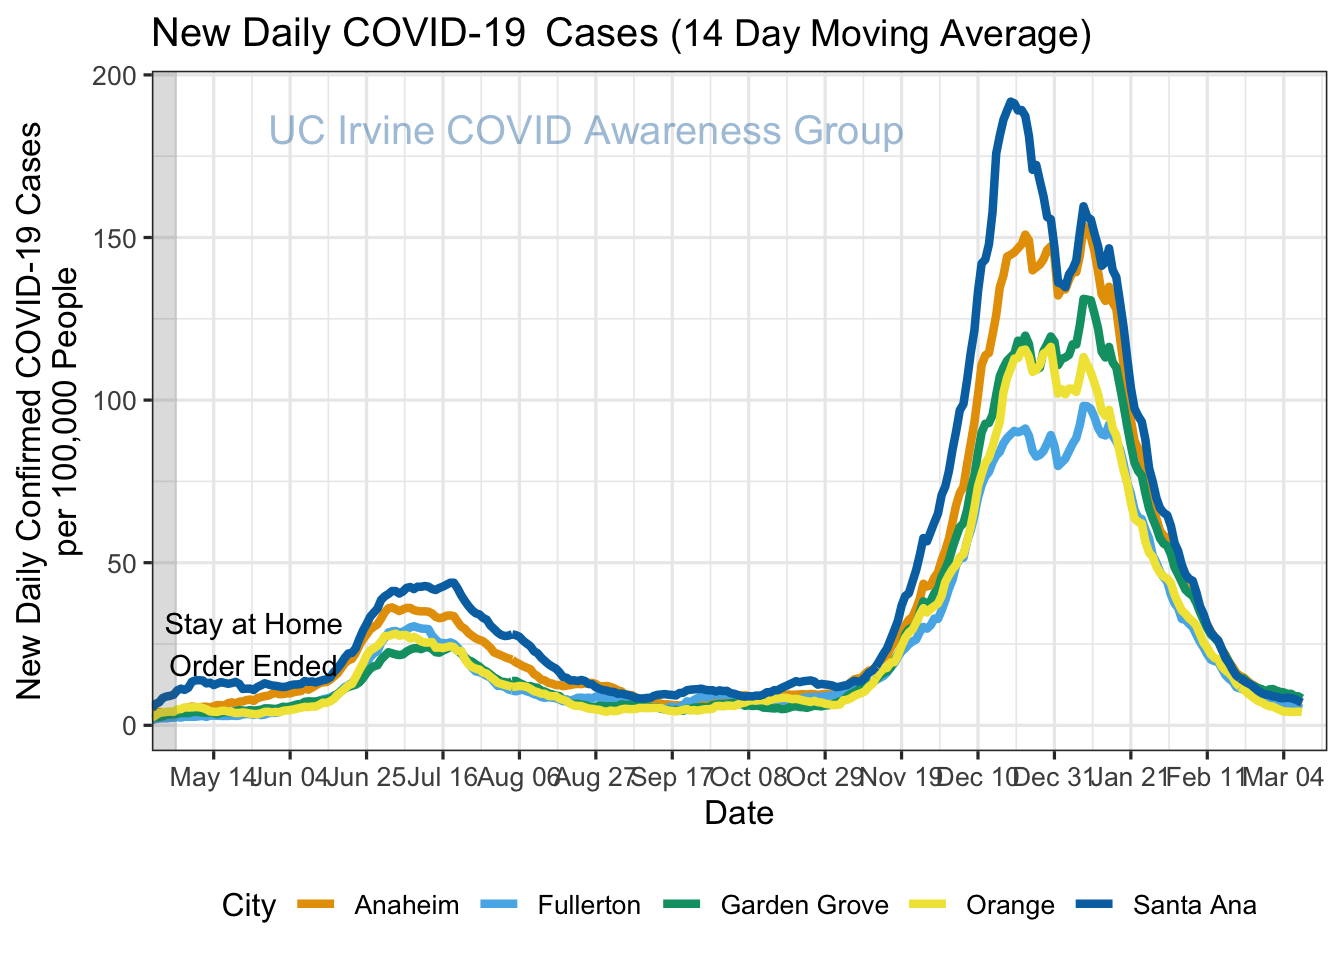 New Daily COVID-19  Cases (14 Day Moving Average)
UC Irvine COVID Awareness Group
New Daily Confirmed COVID-19 Cases
per 100,000 People
200
150
100
50
0
Stay at Home
Order Ended
May 14 Jun 04 Jun 25 Jul 16 Aug 06 Aug 27 Sep 17 Oct 08 Oct 29 Nov 19 Dec 10 Dec 31 Jan 21 Feb 11 Mar 04
Date
City Anaheim Fullerton Garden Grove Orange Santa Ana